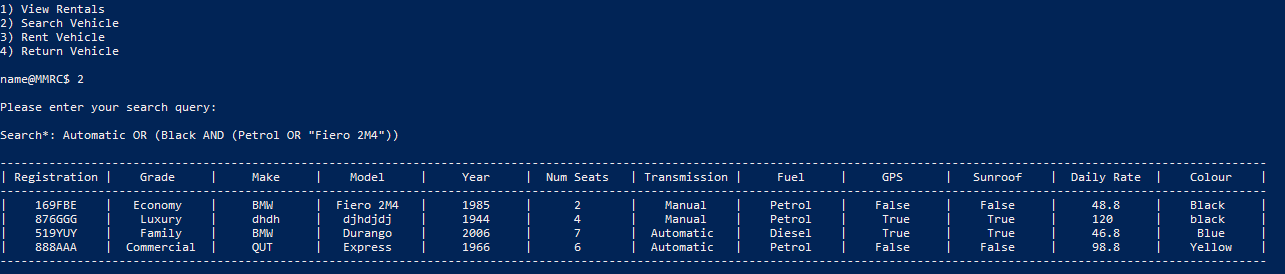 1) View Rentals
2) Search Vehicle
3) Rent Vehicle
4) Return Vehicle
name@MMRC$ 2
Please enter your search query:
Search*: Automatic OR (Black AND (Petrol OR "Fiero 2M4"))
| Registration | Grade | Make | Model | Year | Num Seats | Transmission | Fuel | GPS | Sunroof | Daily Rate | Colour |
| 169FBE | Economy | BMW | Fiero 2M4 | 1985 | 2 | Manual | Petrol | False | False | 48.8 | Black |
| 876GGG | Luxury | dhdh | djhdjdj | 1944 | 4 | Manual | Petrol | True | True | 120 | black |
| 519YUY | Family | BMW | Durango | 2006 | 7 | Automatic | Diesel | True | True | 46.8 | Blue |
| 888AAA | Commercial | QUT | Express | 1966 | 6 | Automatic | Petrol | False | False | 98.8 | Yellow |